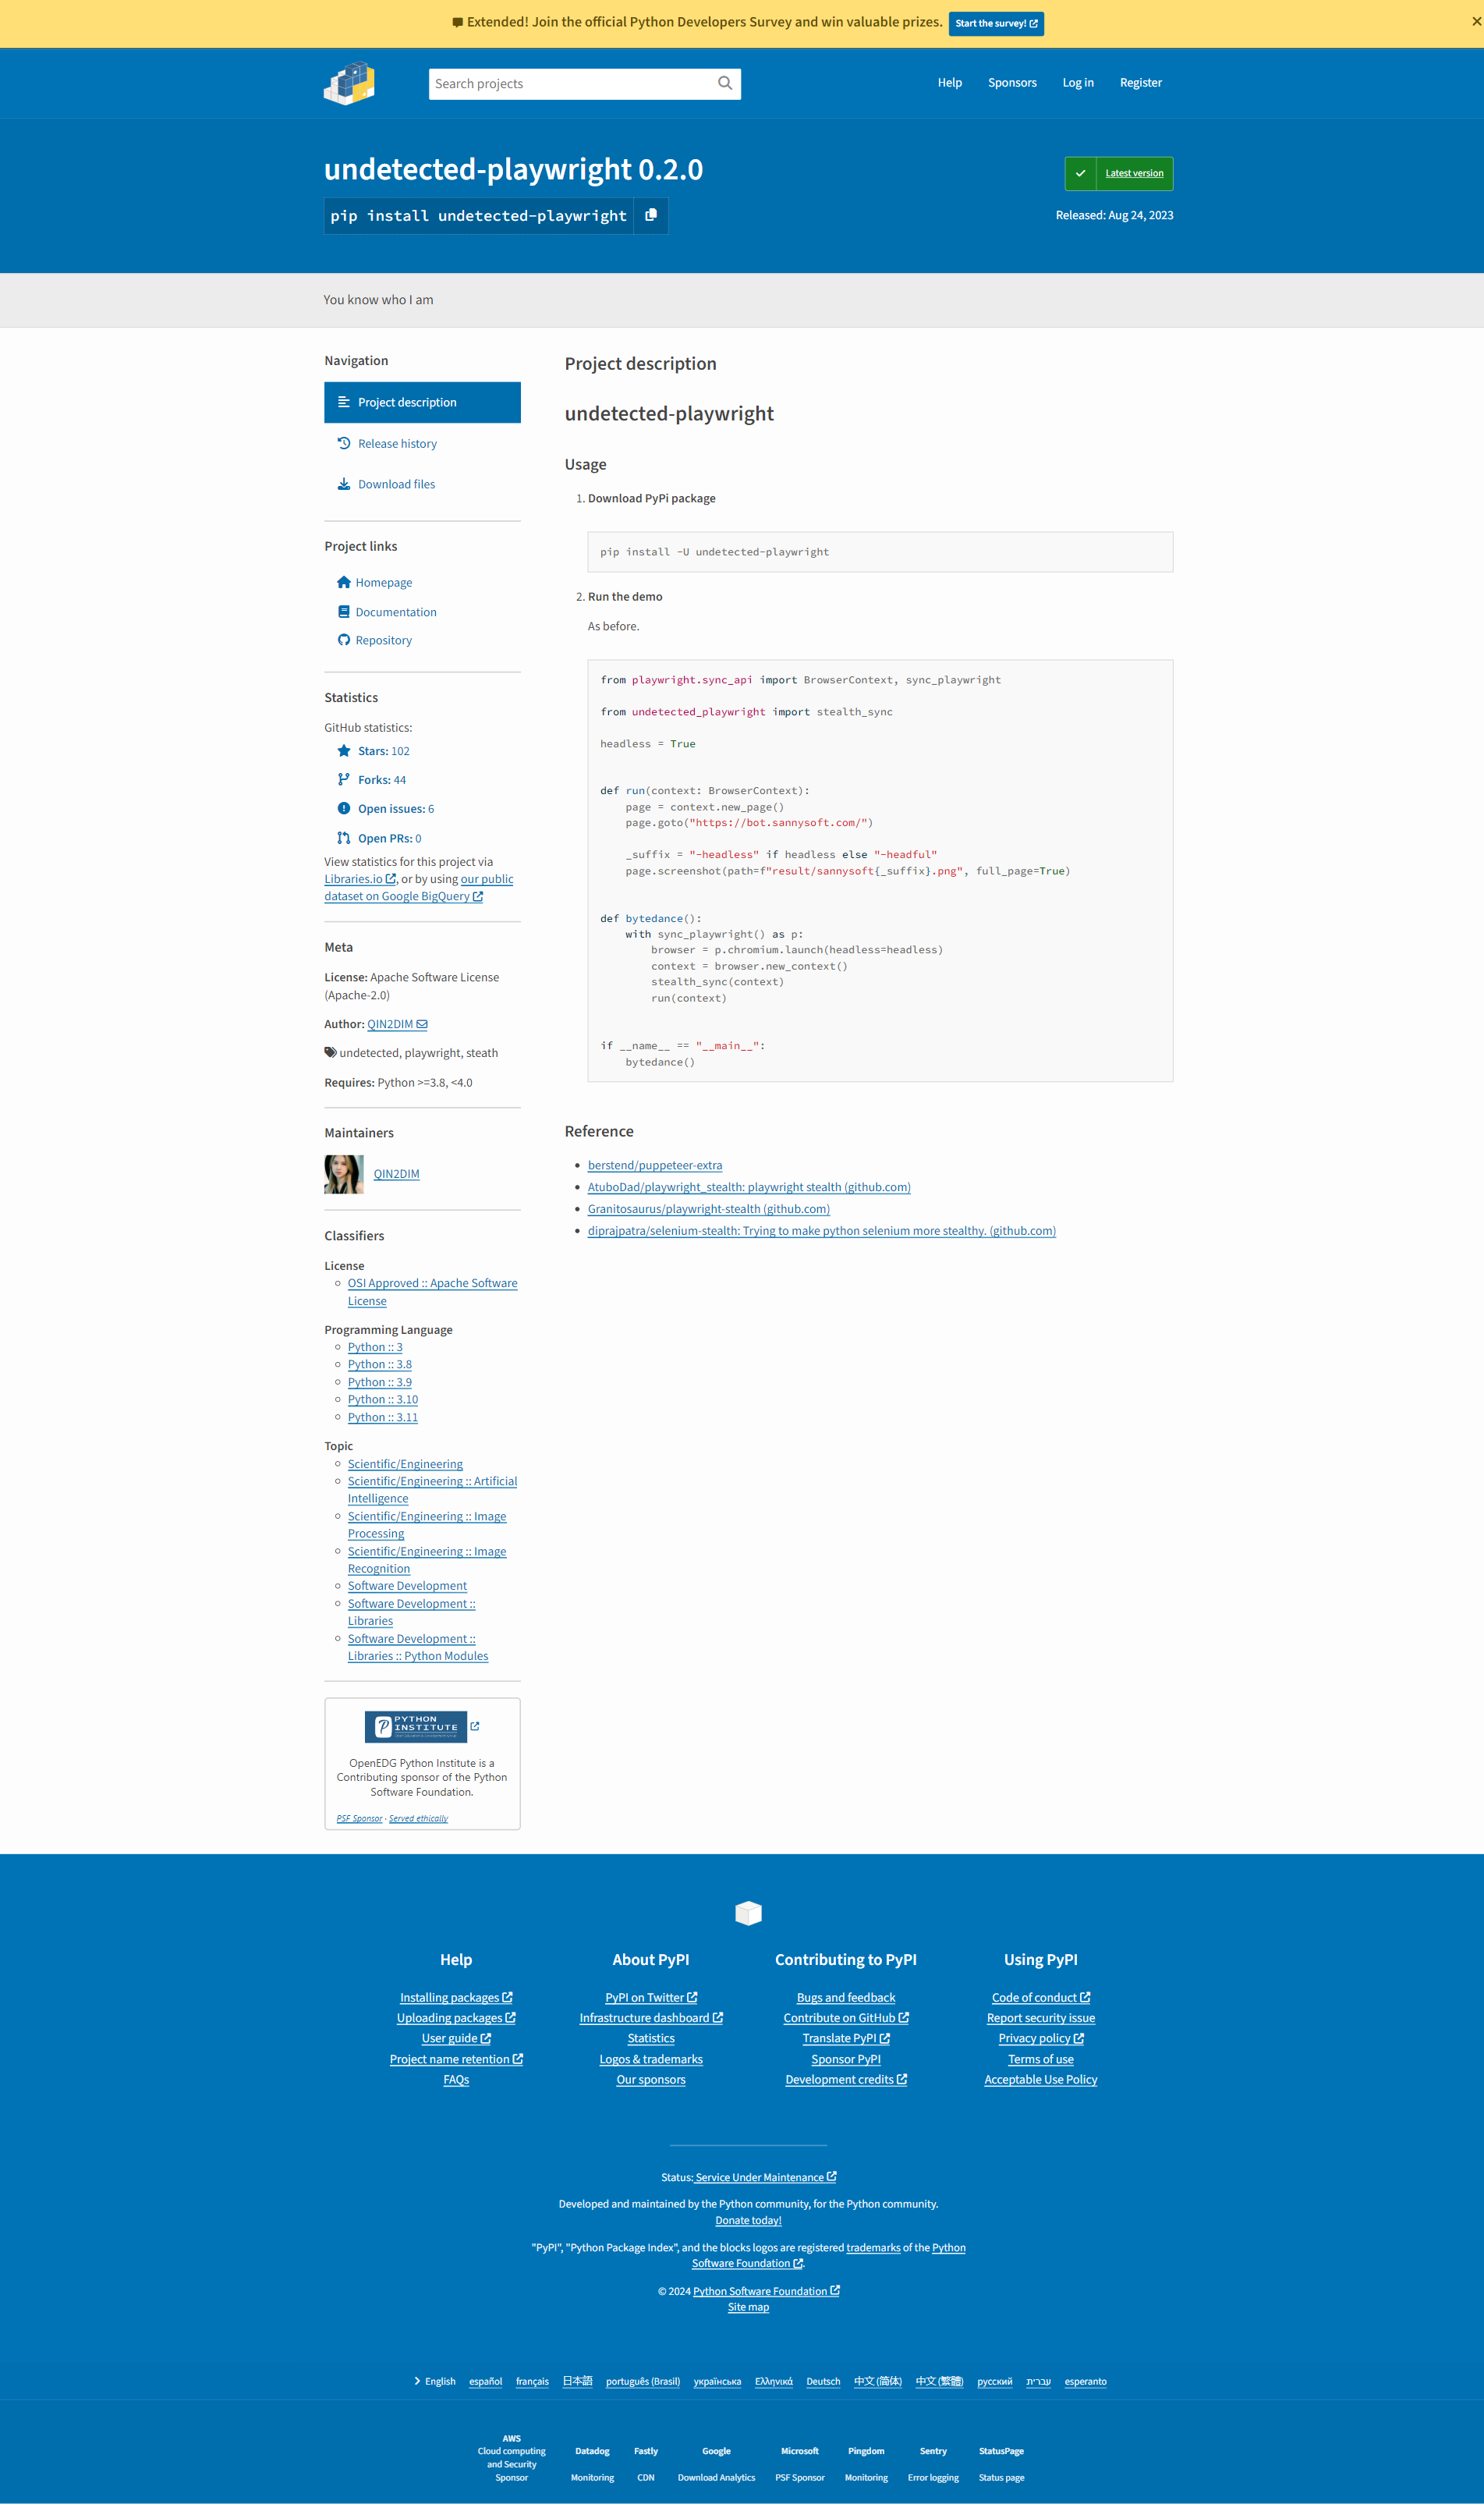 Extended! Join the official Python Developers Survey and win valuable prizes. Start the survey!
Search projects
Help Sponsors Log in Register
undetected-playwright 0.2.0
pip install undetected-playwright
Latest version
Released: Aug 24, 2023
You know who I am
Navigation
Project description
Release history
Download files
Project links
Homepage
Documentation
Repository
Statistics
GitHub statistics:
Stars: 102
Forks: 44
Open issues: 6
Open PRs: 0
View statistics for this project via
Libraries.io, or by using our public
dataset on Google BigQuery
Meta
License: Apache Software License
(Apache-2.0)
Author: QIN2DIM
undetected, playwright, steath
Requires: Python >=3.8, <4.0
Maintainers
QIN2DIM
Classifiers
License
OSI Approved :: Apache Software
License
Programming Language
Python :: 3
Python :: 3.8
Python :: 3.9
Python :: 3.10
Python :: 3.11
Topic
Scientific/Engineering
Scientific/Engineering :: Artificial
Intelligence
Scientific/Engineering :: Image
Processing
Scientific/Engineering :: Image
Recognition
Software Development
Software Development ::
Libraries
Software Development ::
Libraries :: Python Modules
PYTHON
INSTITUTE
OpenEDG Python Institute is a
Contributing sponsor of the Python
Software Foundation.
PSF Sponsor · Served ethically
Project description
undetected-playwright
Usage
1. Download PyPi package
pip install -U undetected-playwright
2. Run the demo
As before.
from playwright.sync_api import BrowserContext, sync_playwright
from undetected_playwright import stealth_sync
headless = True
def run(context: BrowserContext):
    page = context.new_page()
    page.goto("https://bot.sannysoft.com/")
    _suffix = "-headless" if headless else "-headful"
    page.screenshot(path=f"result/sannysoft{_suffix}.png", full_page=True)
def bytedance():
    with sync_playwright() as p:
        browser = p.chromium.launch(headless=headless)
        context = browser.new_context()
        stealth_sync(context)
        run(context)
if __name__ == "__main__":
    bytedance()
Reference
berstend/puppeteer-extra
AtuboDad/playwright_stealth: playwright stealth (github.com)
Granitosaurus/playwright-stealth (github.com)
diprajpatra/selenium-stealth: Trying to make python selenium more stealthy. (github.com)
Help
Installing packages
Uploading packages
User guide
Project name retention
FAQs
About PyPI
PyPI on Twitter
Infrastructure dashboard
Statistics
Logos & trademarks
Our sponsors
Contributing to PyPI
Bugs and feedback
Contribute on GitHub
Translate PyPI
Sponsor PyPI
Development credits
Using PyPI
Code of conduct
Report security issue
Privacy policy
Terms of use
Acceptable Use Policy
Status: Service Under Maintenance
Developed and maintained by the Python community, for the Python community.
Donate today!
"PyPI", "Python Package Index", and the blocks logos are registered trademarks of the Python
Software Foundation.
© 2024 Python Software Foundation
Site map
English español français 日本語 português (Brasil) українська Ελληνικά Deutsch 中文 (简体) 中文 (繁體) русский עברית esperanto
AWS
Cloud computing
and Security
Sponsor
Datadog
Monitoring
Fastly
CDN
Google
Download Analytics
Microsoft
PSF Sponsor
Pingdom
Monitoring
Sentry
Error logging
StatusPage
Status page